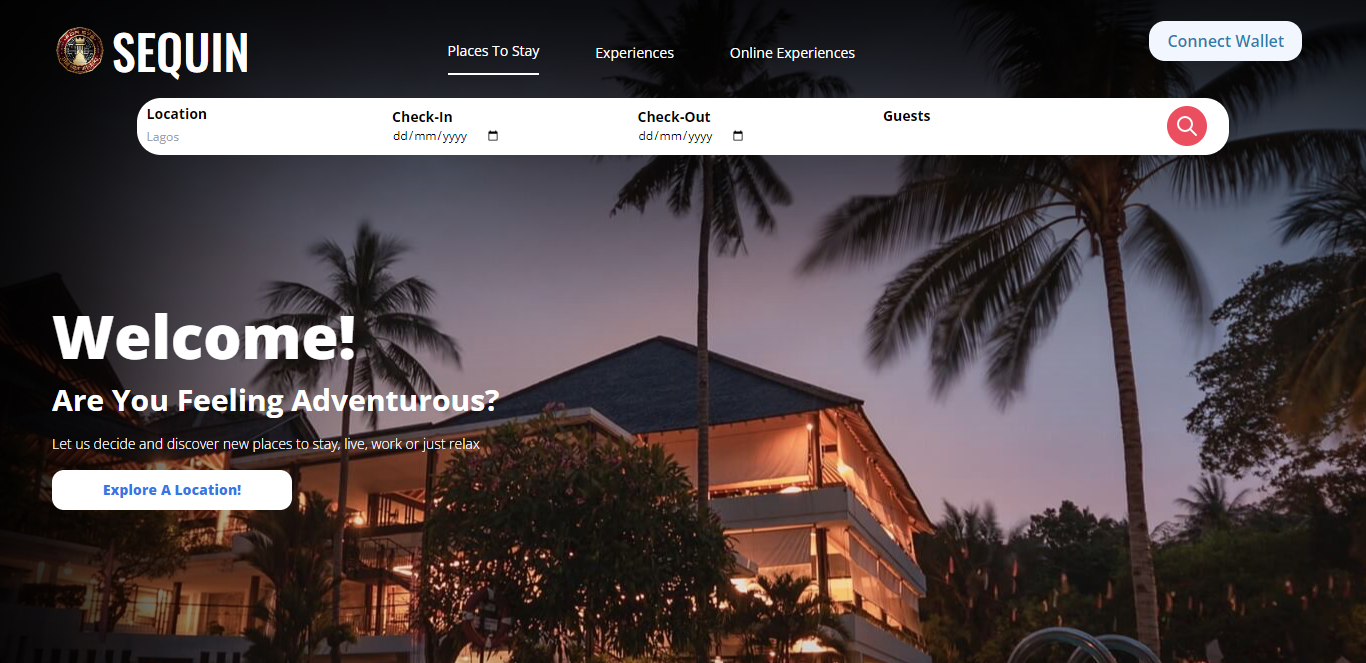 SEQUIN
Places To Stay
Experiences
Online Experiences
Connect Wallet
Location
Lagos
Check-In
dd/mm/yyyy
Check-Out
dd/mm/yyyy
Guests
Welcome!
Are You Feeling Adventurous?
Let us decide and discover new places to stay, live, work or just relax
Explore A Location!